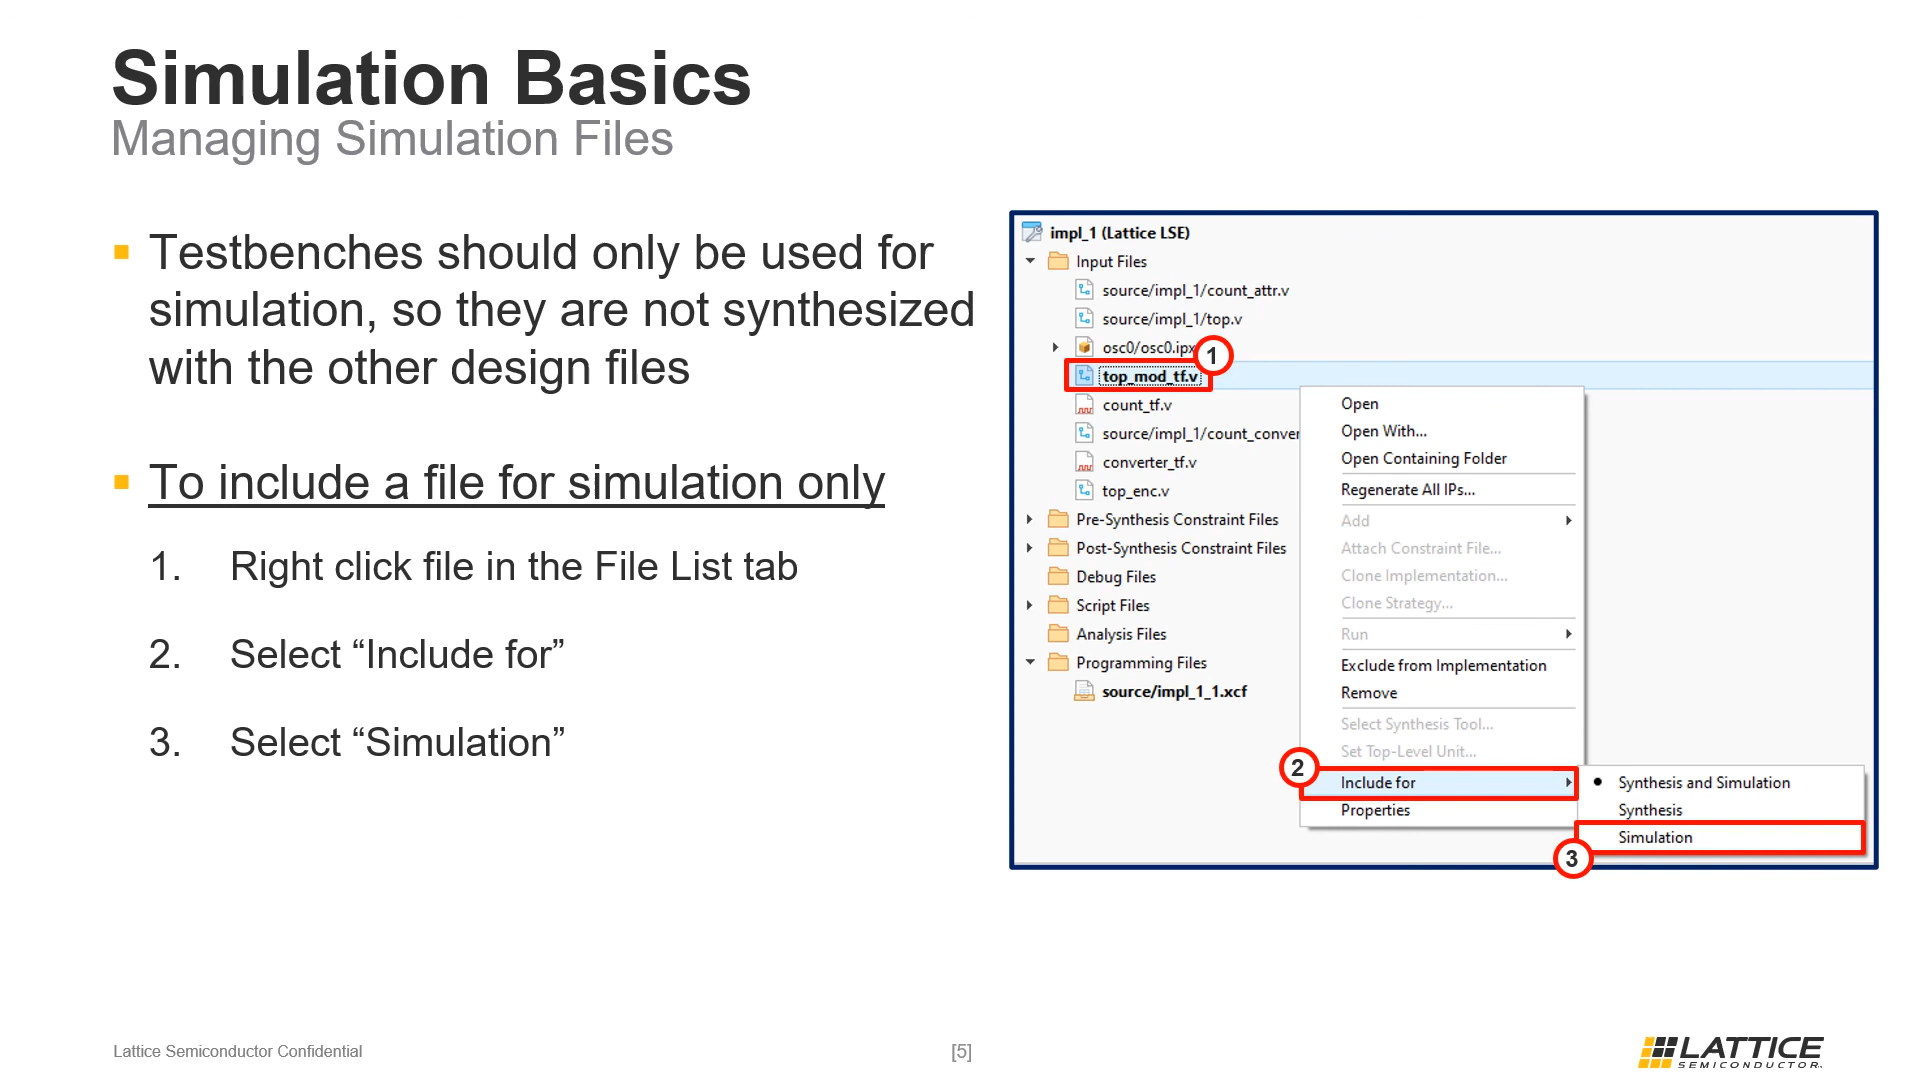 Simulation Basics
Managing Simulation Files
Testbenches should only be used for
simulation, so they are not synthesized
with the other design files
To include a file for simulation only
1. Right click file in the File List tab
2. Select “Include for”
3. Select “Simulation”
impl_1 (Lattice LSE)
Input Files
source/impl_1/count_attr.v
source/impl_1/top.v
osc0/osc0.ipx
1
top_mod_tf.v
count_tf.v
source/impl_1/count_conver
converter_tf.v
top_enc.v
Pre-Synthesis Constraint Files
Post-Synthesis Constraint Files
Debug Files
Script Files
Analysis Files
Programming Files
source/impl_1_1.xcf
Open
Open With...
Open Containing Folder
Regenerate All IPs...
Add
Attach Constraint File...
Clone Implementation...
Clone Strategy...
Run
Exclude from Implementation
Remove
Select Synthesis Tool...
Set Top-Level Unit...
2
Include for
Properties
Synthesis and Simulation
Synthesis
Simulation
3
Lattice Semiconductor Confidential
[5]
LATTICE
SEMICONDUCTOR